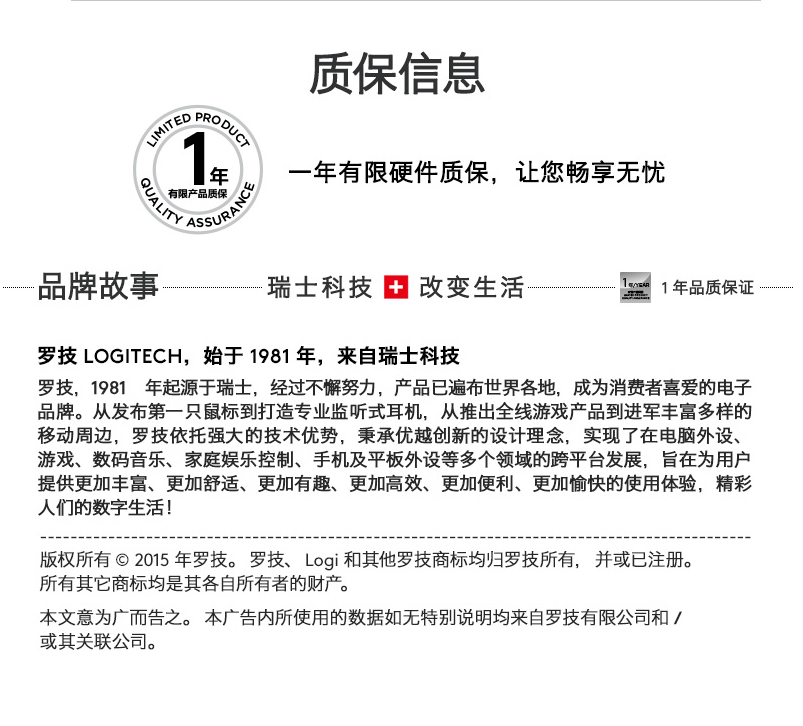 质保信息
LIMITED PRODUCT
1年
有限产品质保
QUALITY ASSURANCE
一年有限硬件质保，让您畅享无忧
品牌故事
瑞士科技 改变生活
1年/YEAR
1 年品质保证
罗技 LOGITECH，始于 1981 年，来自瑞士科技
罗技，1981 年起源于瑞士，经过不懈努力，产品已遍布世界各地，成为消费者喜爱的电子
品牌。从发布第一只鼠标到打造专业监听式耳机，从推出全线游戏产品到进军丰富多样的
移动周边，罗技依托强大的技术优势，秉承优越创新的设计理念，实现了在电脑外设、
游戏、数码音乐、家庭娱乐控制、手机及平板外设等多个领域的跨平台发展，旨在为用户
提供更加丰富、更加舒适、更加有趣、更加高效、更加便利、更加愉快的使用体验，精彩
人们的数字生活！
版权所有 © 2015 年罗技。 罗技、 Logi 和其他罗技商标均归罗技所有， 并或已注册。
所有其它商标均是其各自所有者的财产。
本文意为广而告之。 本广告内所使用的数据如无特别说明均来自罗技有限公司和 /
或其关联公司。